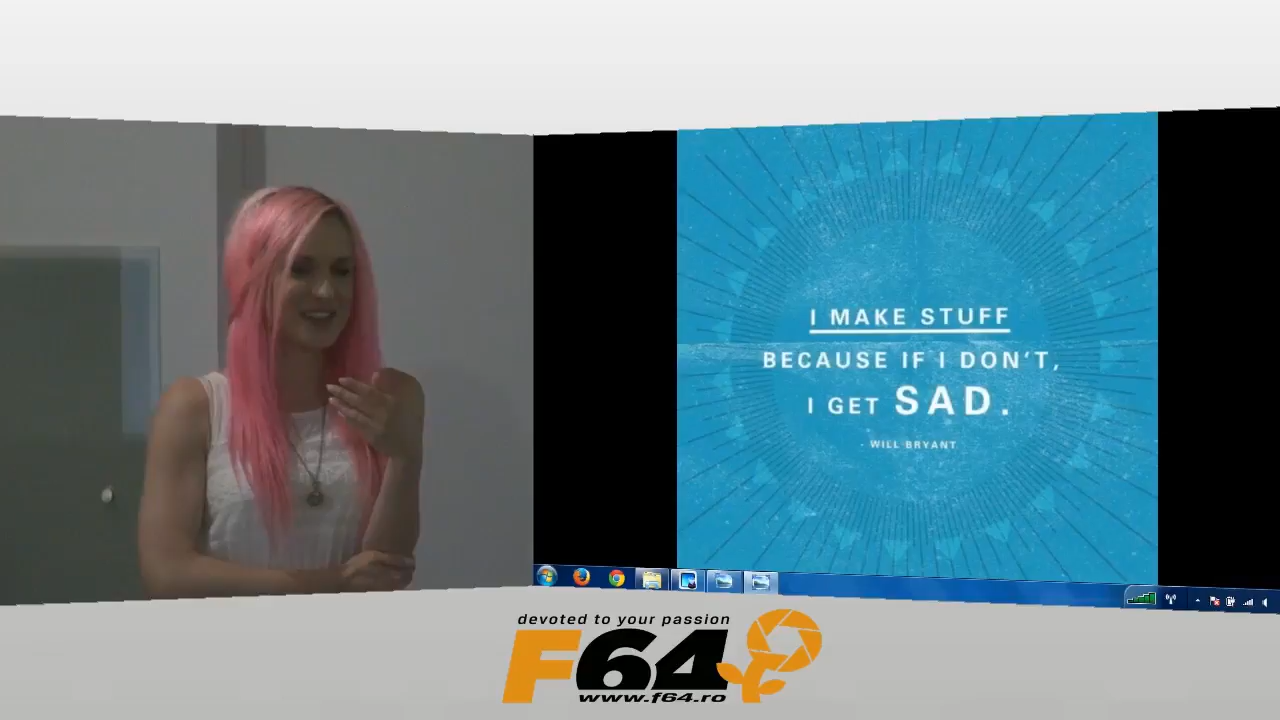 I MAKE STUFF
BECAUSE IF I DON'T,
I GET SAD.
- WILL BRYANT
devoted to your passion
F64
www.f64.ro